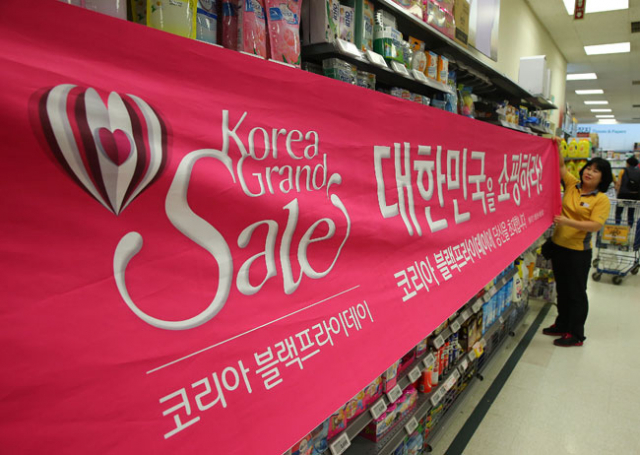 Korea
Grand
Sale
코리아 블랙프라이데이
대한민국을 쇼핑하라!
코리아 블랙프라이데이에 당신을 초대합니다